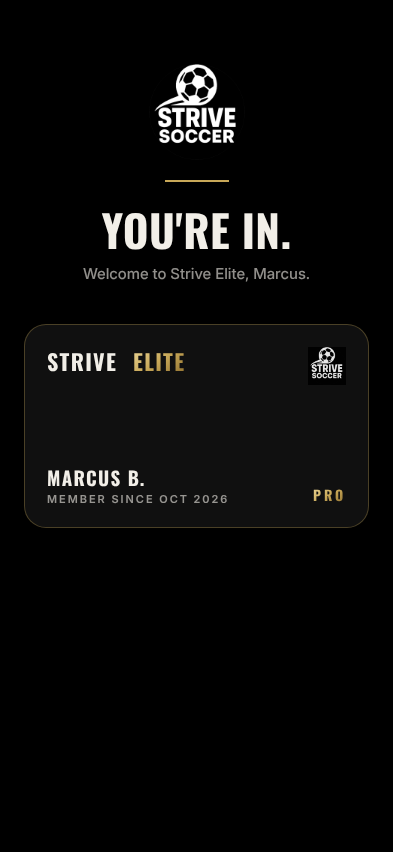 STRIVE
SOCCER
YOU'RE IN.
Welcome to Strive Elite, Marcus.
STRIVE ELITE
STRIVE
SOCCER
MARCUS B.
MEMBER SINCE OCT 2026
PRO